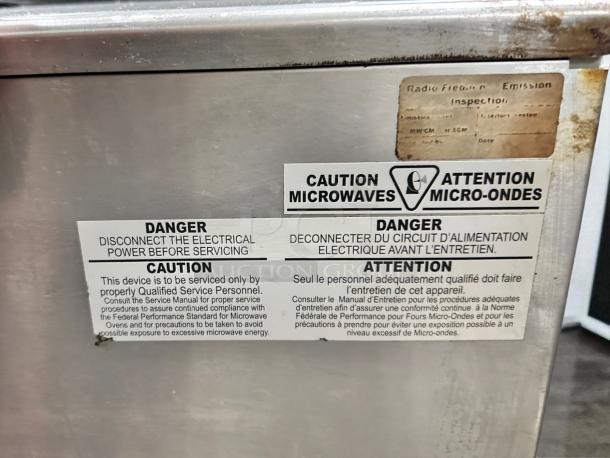 Radio Emission
Inspection
Date
CAUTION
MICROWAVES
ATTENTION
MICRO-ONDES
DANGER
DISCONNECT THE ELECTRICAL
POWER BEFORE SERVICING
CAUTION
This device is to be serviced only by
properly Qualified Service Personnel.
Consult the Service Manual for proper service
procedures to assure continued compliance with
the Federal Performance Standard for Microwave
Ovens and for precautions to be taken to avoid
possible exposure to excessive microwave energy.
DANGER
DECONNECTER DU CIRCUIT D'ALIMENTATION
ELECTRIQUE AVANT L'ENTRETIEN.
ATTENTION
Seul le personnel adéquatement qualifié doit faire
l'entretien de cet appareil.
Consulter le Manual d'Entretien pour les procédures adéquates
d'entretien afin d'assurer une conformité continue à la Norme
Fédérale de Performance pour Fours Micro-Ondes et pour les
précautions à prendre pour éviter une exposition possible à un
niveau excessif de Micro-ondes.